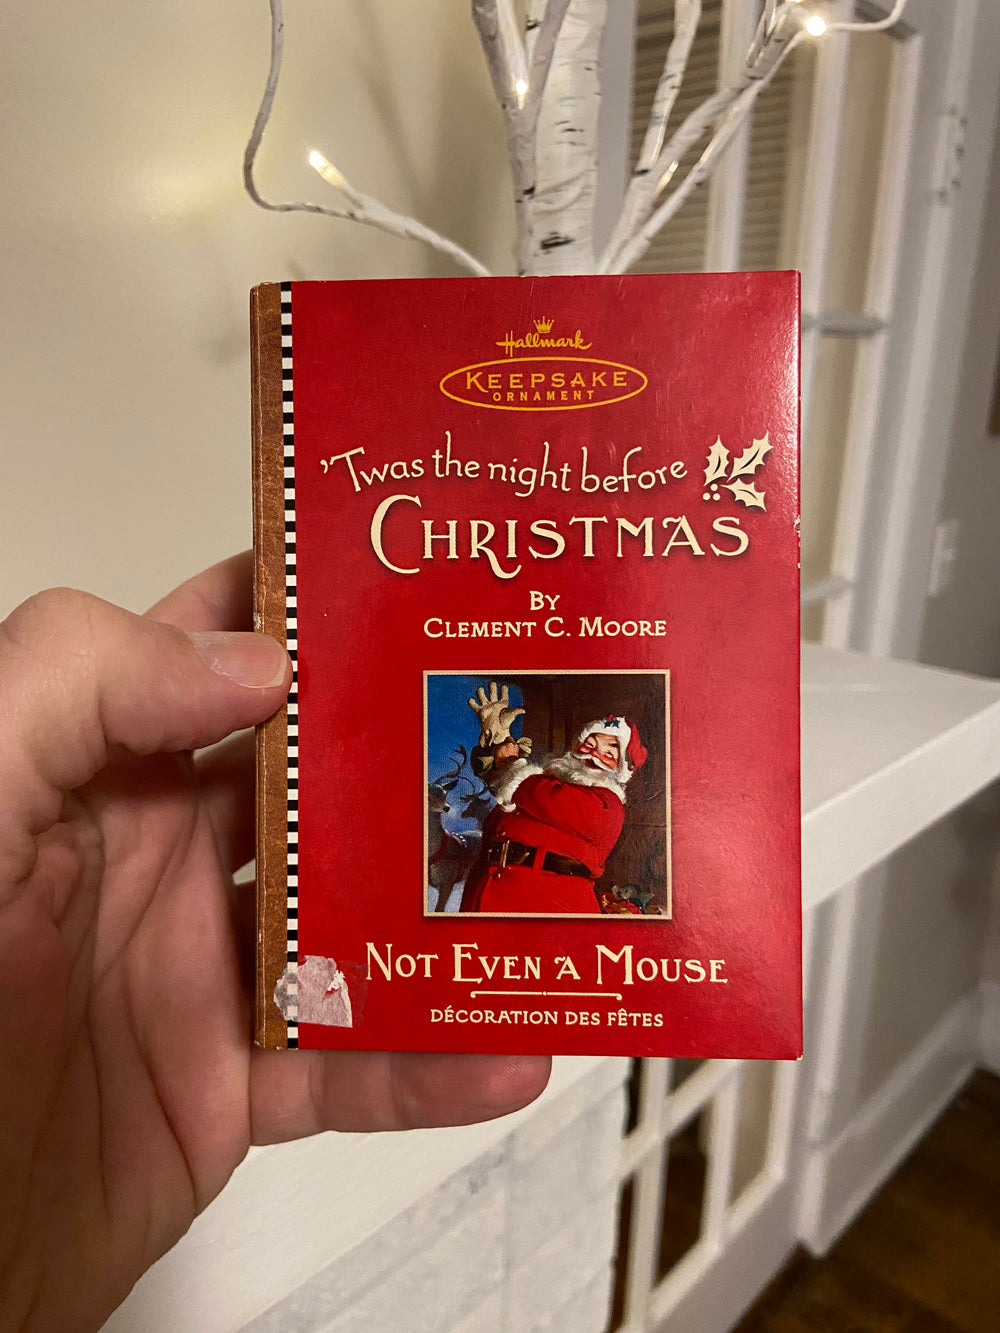 Hallmark
KEEPSAKE
ORNAMENT
'Twas the night before
CHRISTMAS
BY
CLEMENT C. MOORE
NOT EVEN A MOUSE
DÉCORATION DES FÊTES